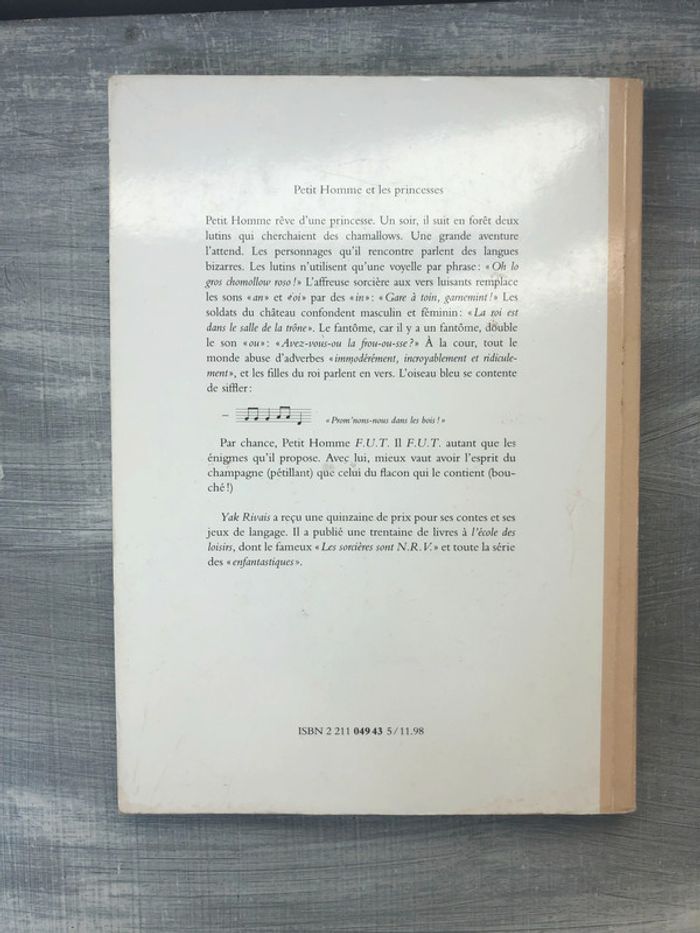 Petit Homme et les princesses
Petit Homme rêve d'une princesse. Un soir, il suit en forêt deux
lutins qui cherchaient des chamallows. Une grande aventure
l'attend. Les personnages qu'il rencontre parlent des langues
bizarres. Les lutins n'utilisent qu'une voyelle par phrase : « Oh lo
gros chomollow roso ! » L'affreuse sorcière aux vers luisants remplace
les sons « an » et « oi » par des « in » : « Gare à toin, garnemint ! » Les
soldats du château confondent masculin et féminin : « La roi est
dans le salle de la trône ». Le fantôme, car il y a un fantôme, double
le son « ou » : « Avez-vous-ou la frou-ou-sse ? » À la cour, tout le
monde abuse d'adverbes « immodérément, incroyablement et ridicule-
ment », et les filles du roi parlent en vers. L'oiseau bleu se contente
de siffler :
– « Prom'nons-nous dans les bois ! »
Par chance, Petit Homme F.U.T. Il F.U.T. autant que les
énigmes qu'il propose. Avec lui, mieux vaut avoir l'esprit du
champagne (pétillant) que celui du flacon qui le contient (bou-
ché !)
Yak Rivais a reçu une quinzaine de prix pour ses contes et ses
jeux de langage. Il a publié une trentaine de livres à l'école des
loisirs, dont le fameux « Les sorcières sont N.R.V. » et toute la série
des « enfantastiques ».
ISBN 2 211 049 43 5 / 11.98